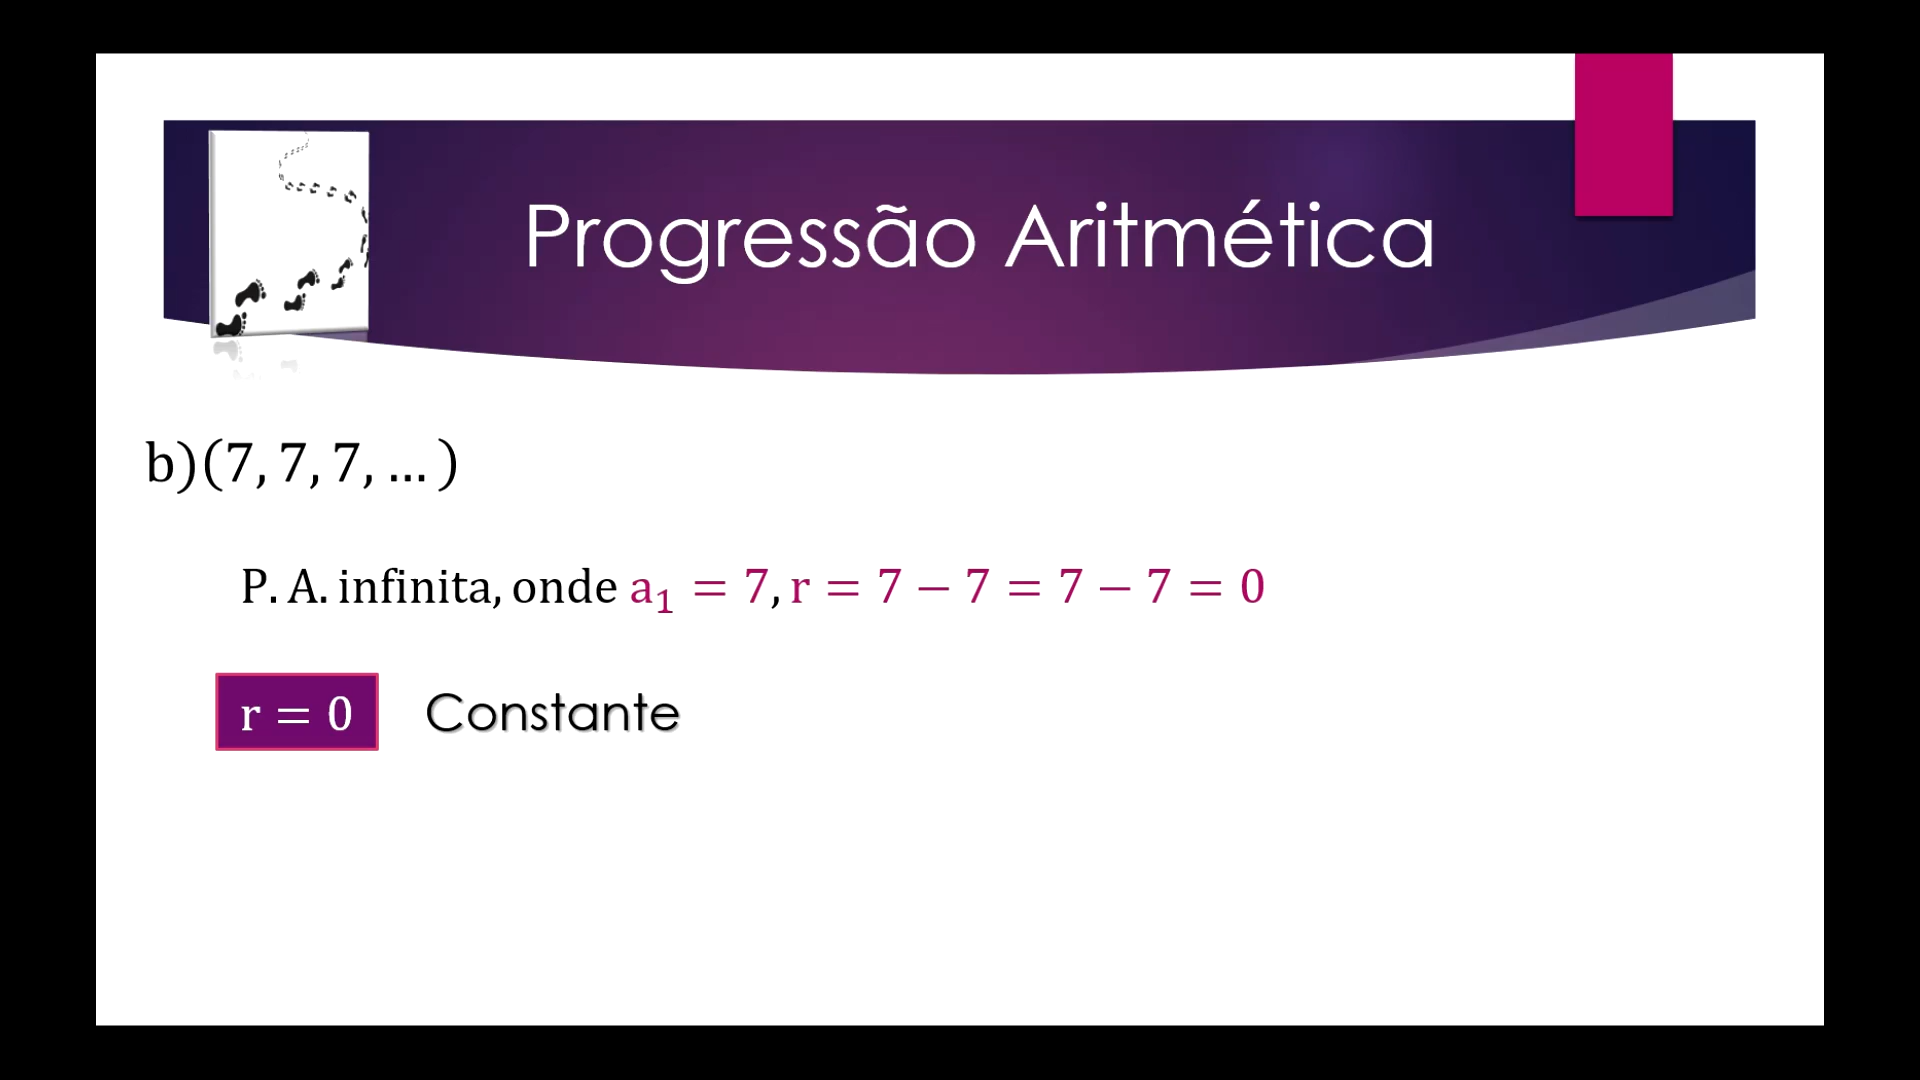 Progressão Aritmética
b)(7, 7, 7, … )
P. A. infinita, onde a₁ = 7, r = 7 − 7 = 7 − 7 = 0
r = 0 Constante